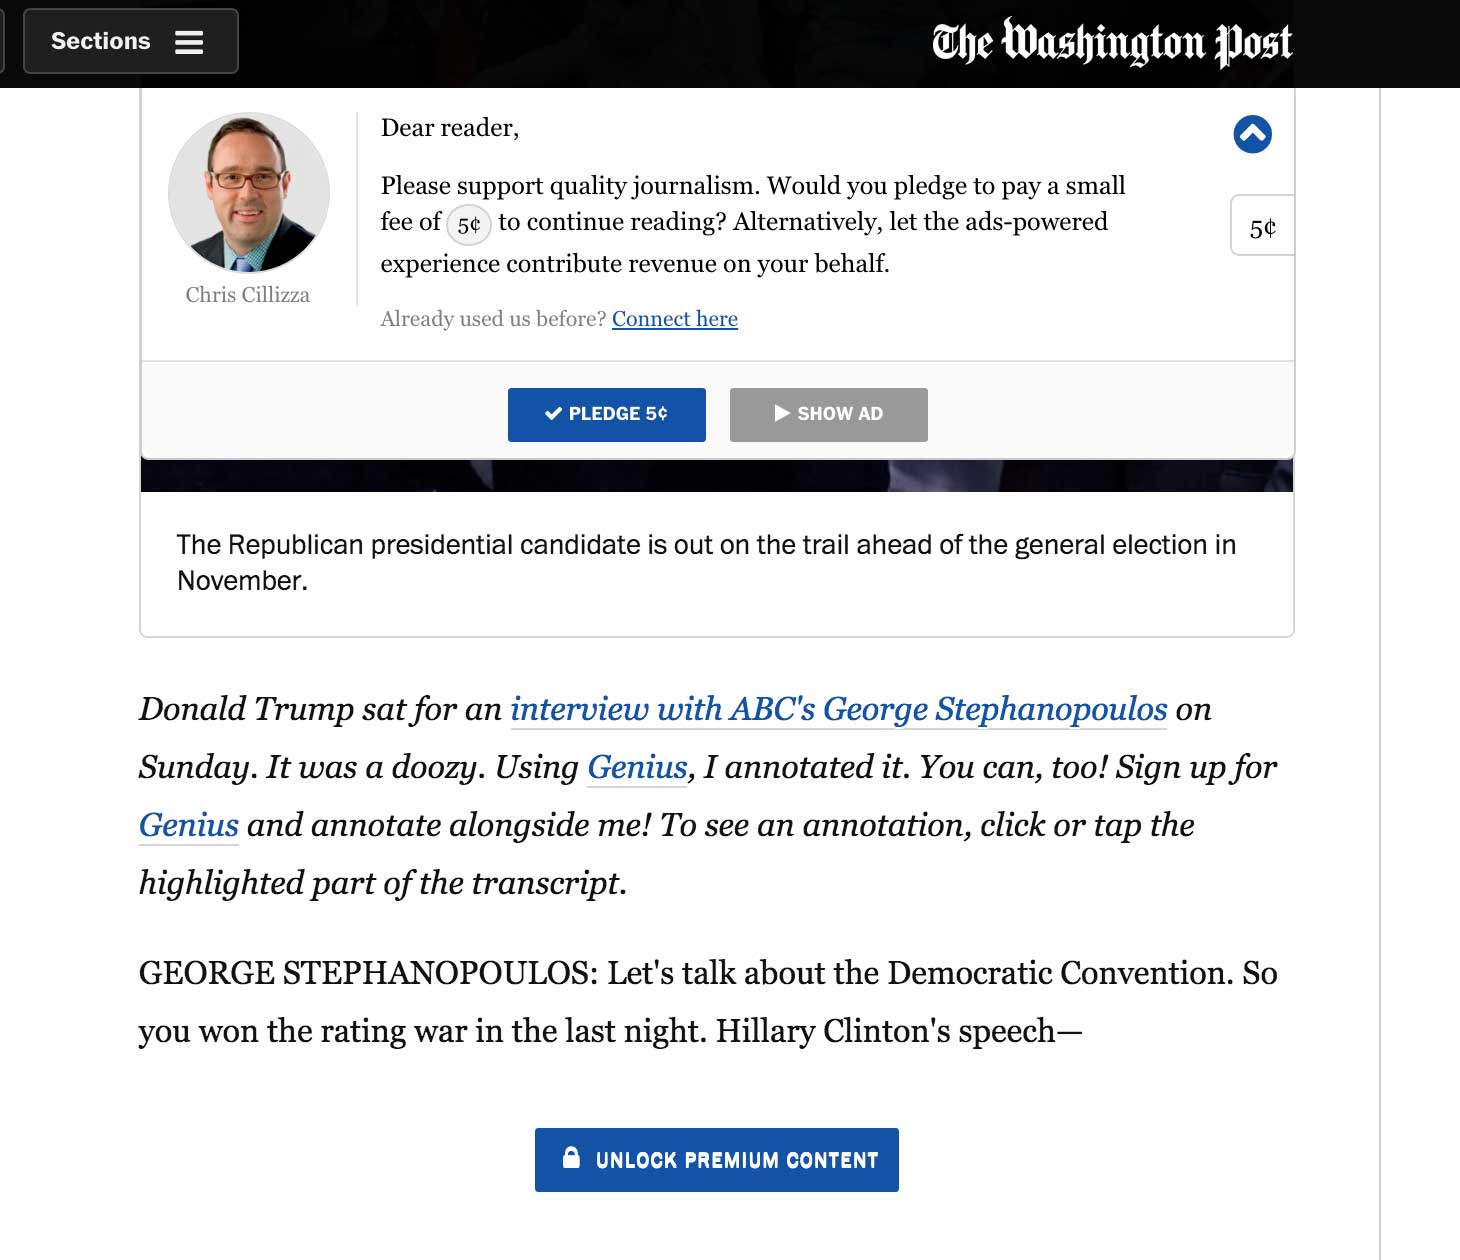 Sections
The Washington Post
Dear reader,
Please support quality journalism. Would you pledge to pay a small
fee of 5¢ to continue reading? Alternatively, let the ads-powered
experience contribute revenue on your behalf.
5¢
Chris Cillizza
Already used us before? Connect here
PLEDGE 5¢
SHOW AD
The Republican presidential candidate is out on the trail ahead of the general election in
November.
Donald Trump sat for an interview with ABC's George Stephanopoulos on
Sunday. It was a doozy. Using Genius, I annotated it. You can, too! Sign up for
Genius and annotate alongside me! To see an annotation, click or tap the
highlighted part of the transcript.
GEORGE STEPHANOPOULOS: Let's talk about the Democratic Convention. So
you won the rating war in the last night. Hillary Clinton's speech—
UNLOCK PREMIUM CONTENT